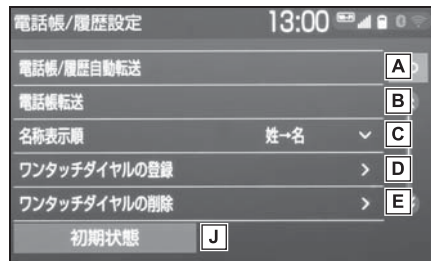 電話帳/履歴設定 13:00
電話帳/履歴自動転送 A
電話帳転送 B
名称表示順 姓→名 C
ワンタッチダイヤルの登録 D
ワンタッチダイヤルの削除 E
初期状態 J